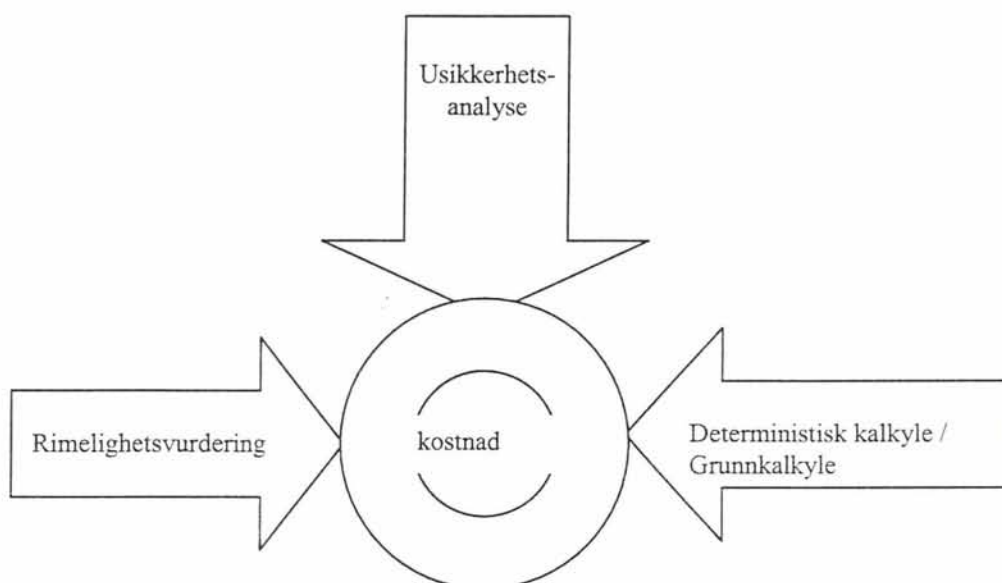 Usikkerhets-
analyse
Rimelighetsvurdering
kostnad
Deterministisk kalkyle /
Grunnkalkyle